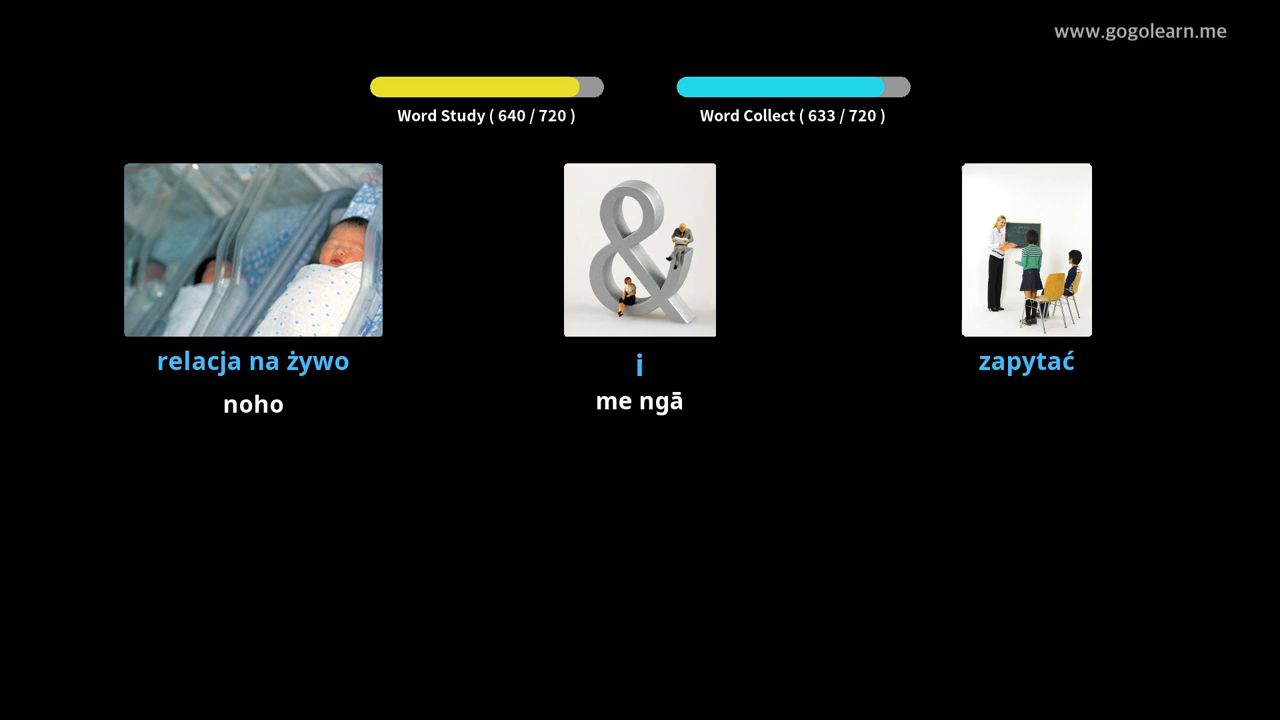 www.gogolearn.me
Word Study ( 640 / 720 )
Word Collect ( 633 / 720 )
relacja na żywo
i
zapytać
noho
me ngā